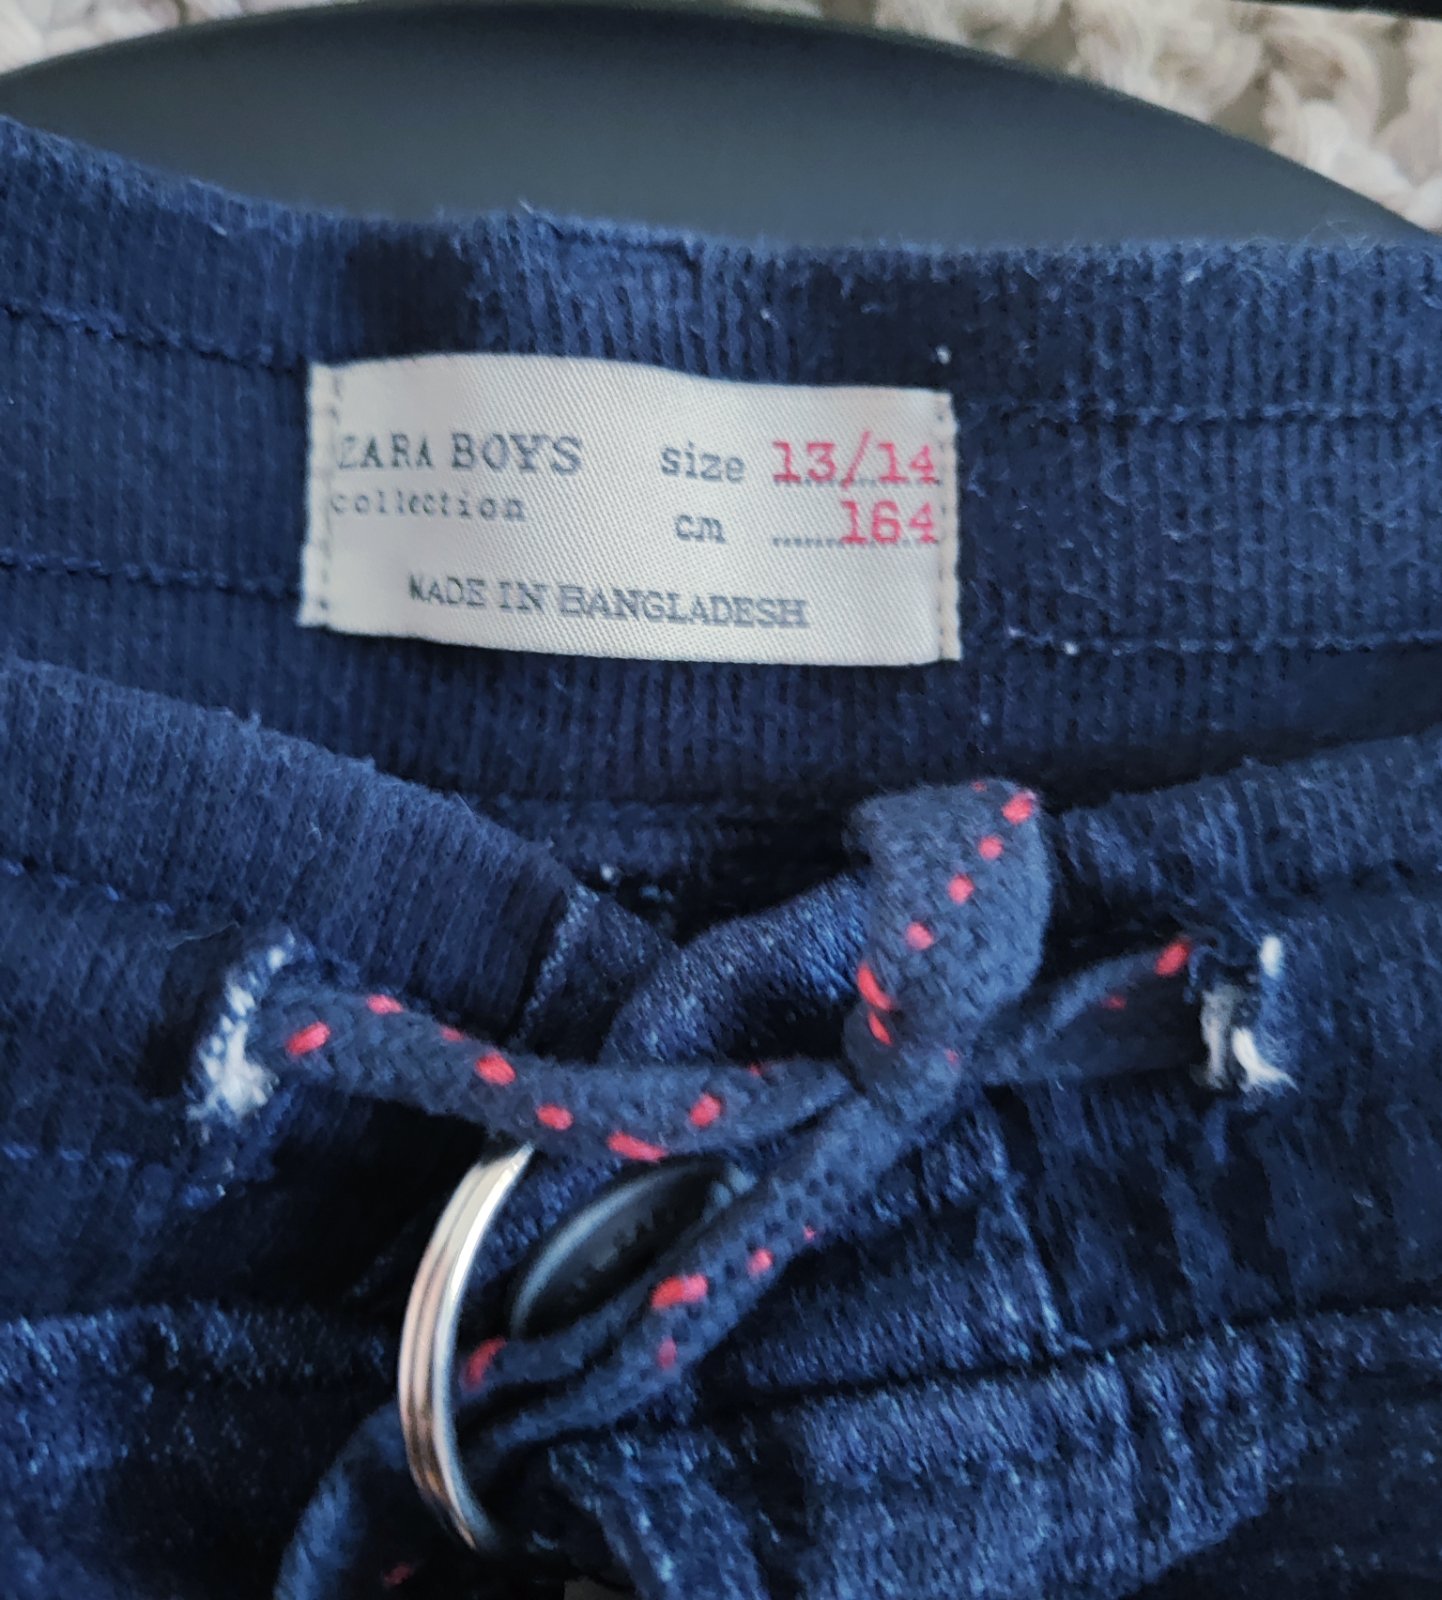 ZARA BOYS size 13/14
collection cm 164
MADE IN BANGLADESH